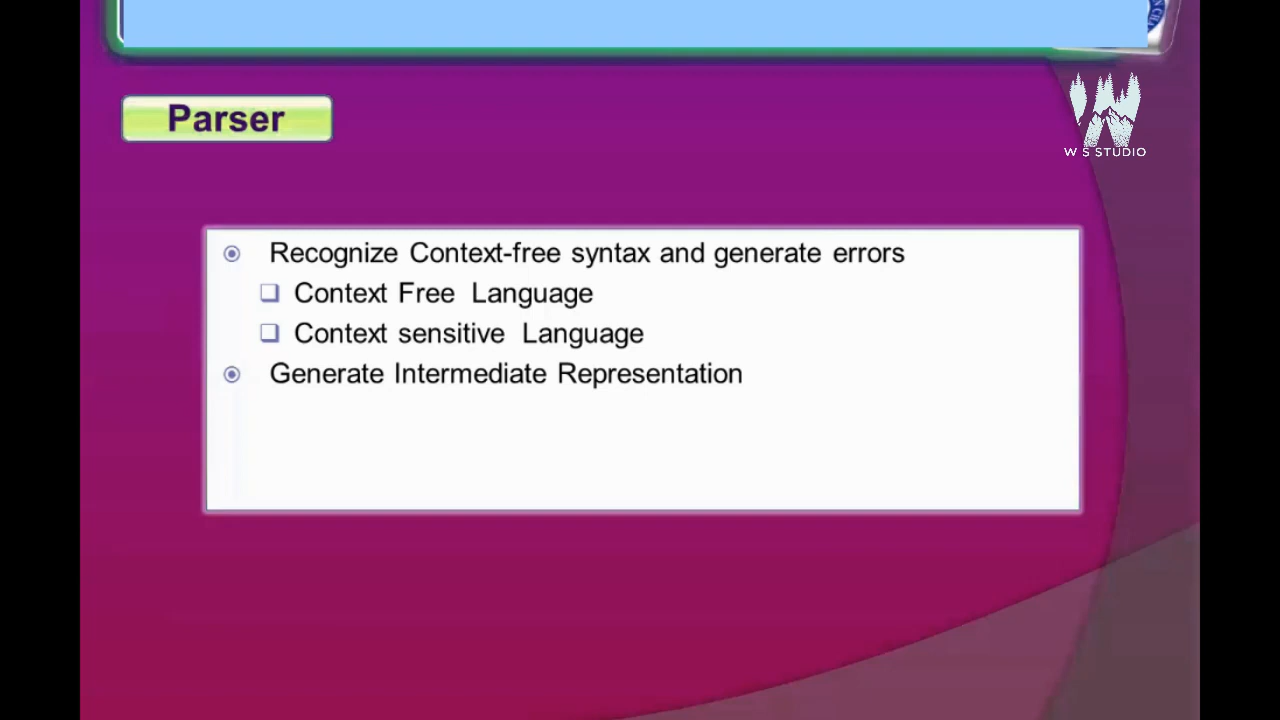 Parser
W S STUDIO
Recognize Context-free syntax and generate errors
Context Free Language
Context sensitive Language
Generate Intermediate Representation